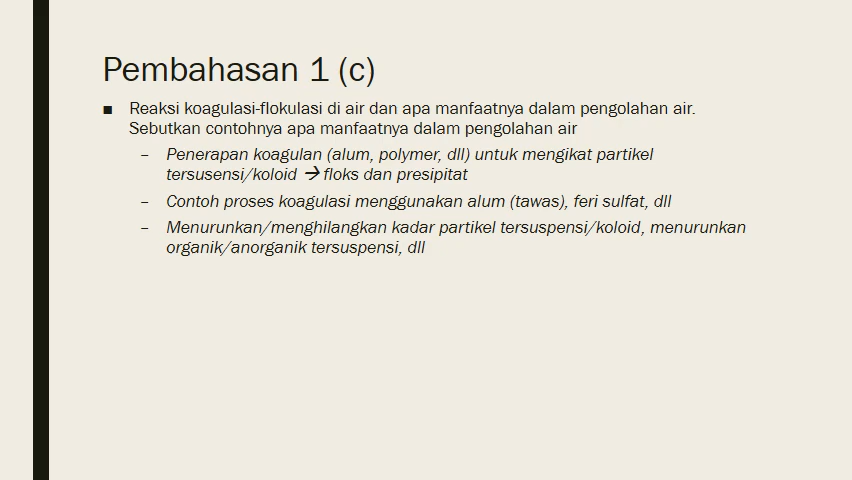 Pembahasan 1 (c)
■ Reaksi koagulasi-flokulasi di air dan apa manfaatnya dalam pengolahan air.
Sebutkan contohnya apa manfaatnya dalam pengolahan air
– Penerapan koagulan (alum, polymer, dll) untuk mengikat partikel
tersusensi/koloid → floks dan presipitat
– Contoh proses koagulasi menggunakan alum (tawas), feri sulfat, dll
– Menurunkan/menghilangkan kadar partikel tersuspensi/koloid, menurunkan
organik/anorganik tersuspensi, dll